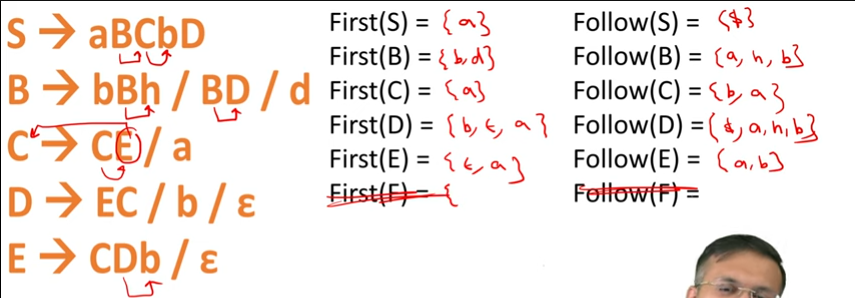 S → aBCbD
B → bBh / BD / d
C → CE / a
D → EC / b / ε
E → CDb / ε
First(S) = {a}
First(B) = {b,d}
First(C) = {a}
First(D) = {b, ε, a}
First(E) = {ε, a}
First(F) = {
Follow(S) = {$}
Follow(B) = {a, h, b}
Follow(C) = {b, a}
Follow(D) = {$, a, h, b}
Follow(E) = {a, b}
Follow(F) =